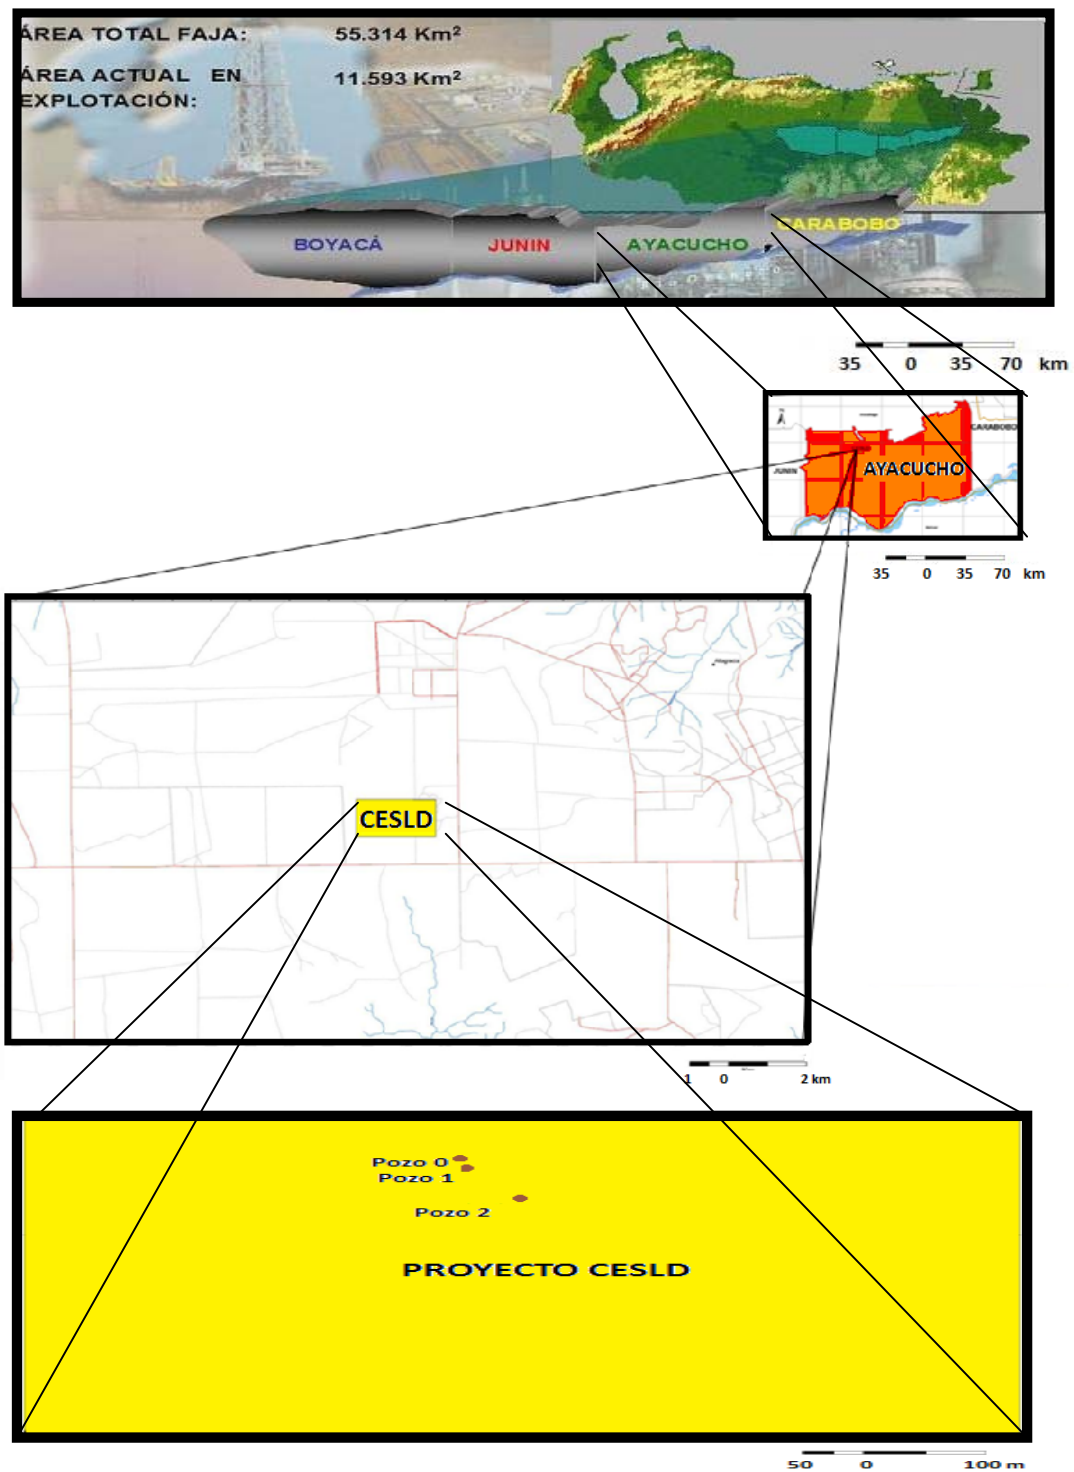 ÁREA TOTAL FAJA: 55.314 Km²
ÁREA ACTUAL EN 11.593 Km²
EXPLOTACIÓN:
CARABOBO
BOYACÁ JUNIN AYACUCHO
35 0 35 70 km
CARABOBO
JUNIN AYACUCHO
35 0 35 70 km
CESLD
1 0 2 km
Pozo 0
Pozo 1
Pozo 2
PROYECTO CESLD
50 0 100 m